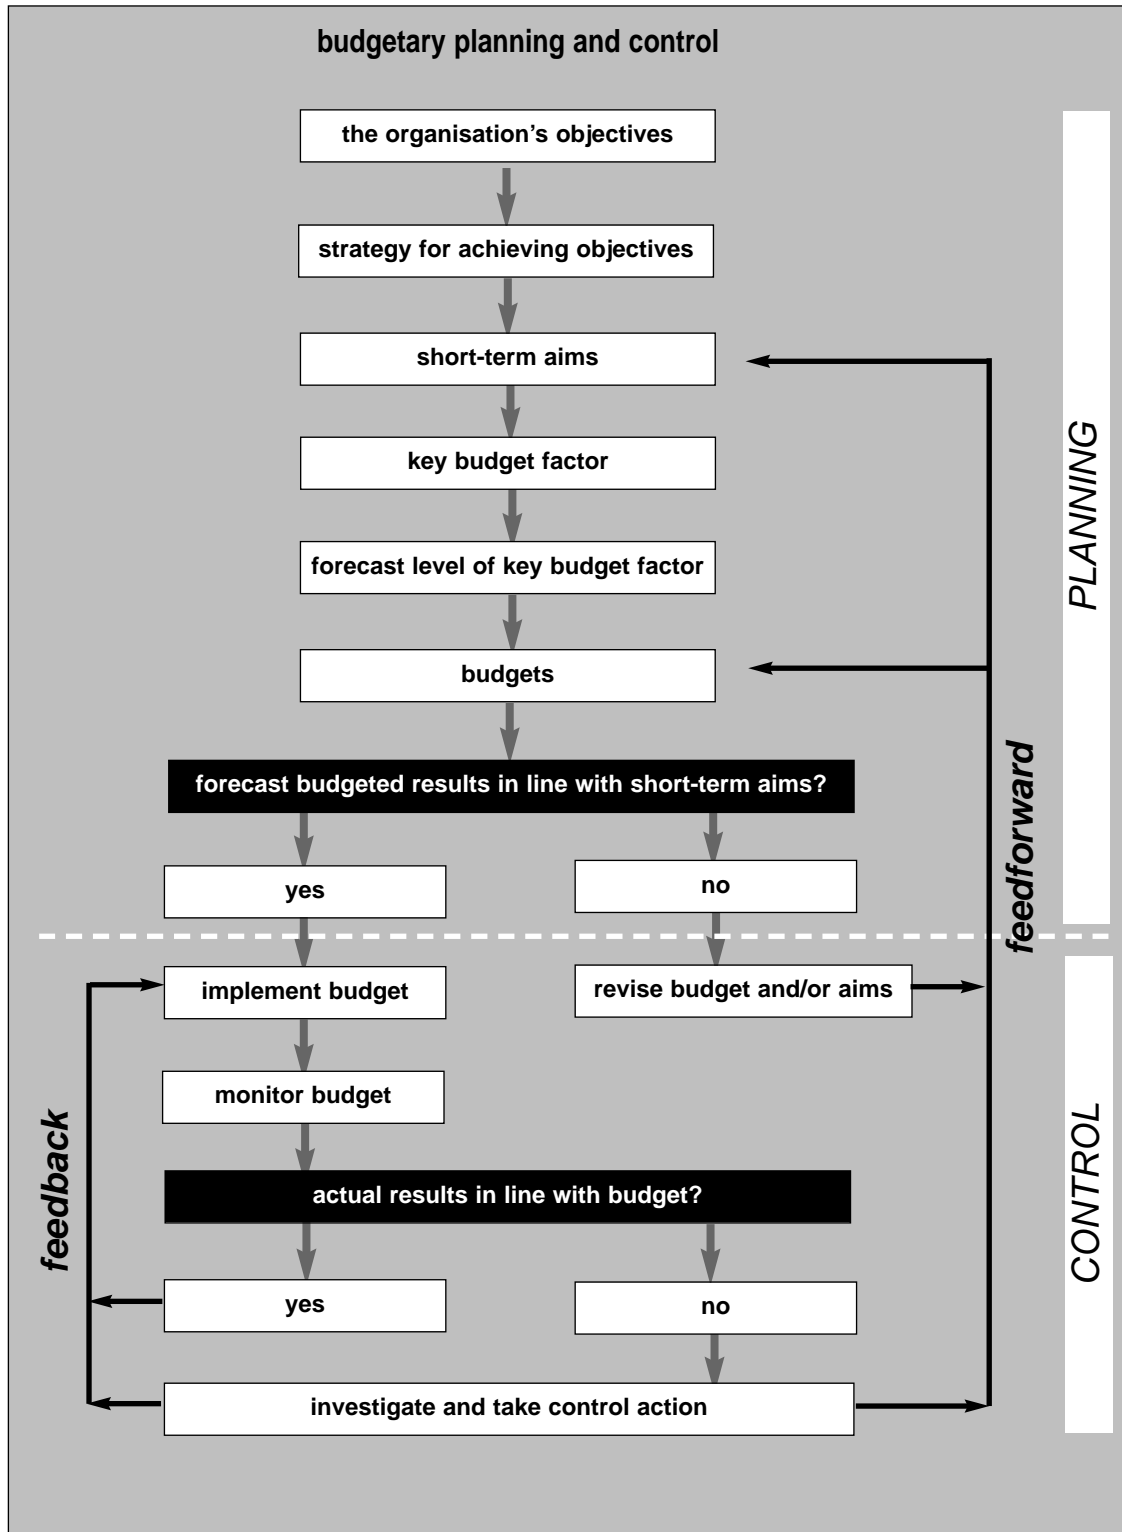 budgetary planning and control
the organisation's objectives
strategy for achieving objectives
short-term aims
key budget factor
forecast level of key budget factor
budgets
forecast budgeted results in line with short-term aims?
yes
no
implement budget
revise budget and/or aims
monitor budget
actual results in line with budget?
yes
no
investigate and take control action
feedback
feedforward
PLANNING
CONTROL